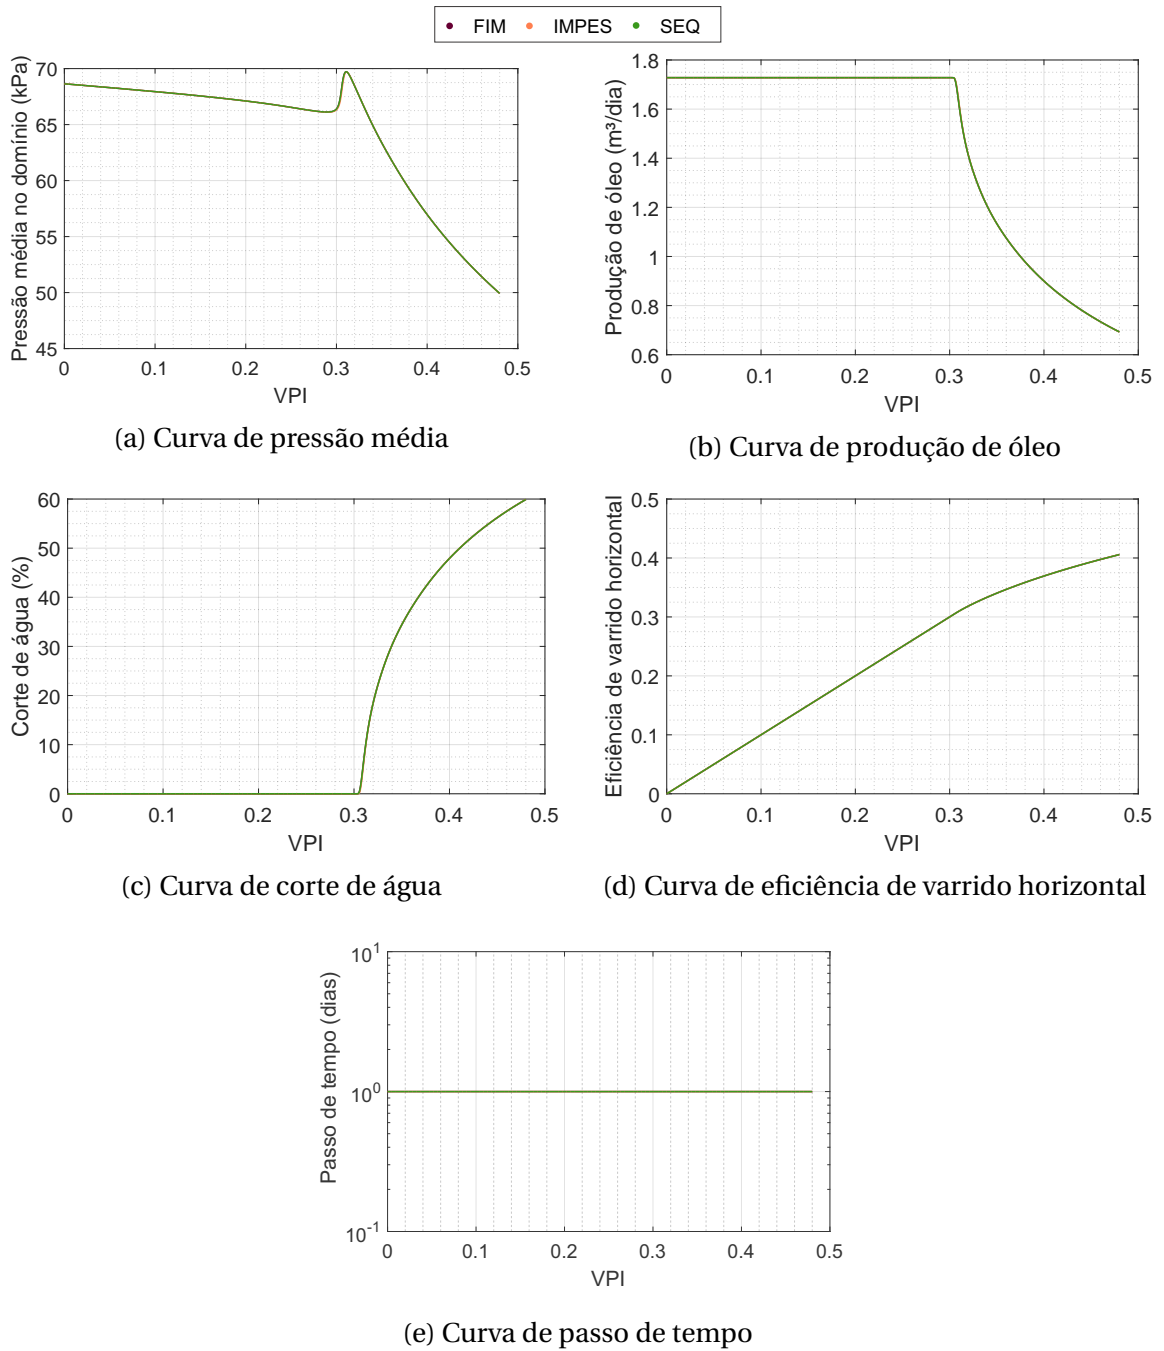 FIM IMPES SEQ
Pressão média no domínio (kPa)
70
65
60
55
50
45
0 0.1 0.2 0.3 0.4 0.5
VPI
(a) Curva de pressão média
Produção de óleo (m³/dia)
1.8
1.6
1.4
1.2
1
0.8
0.6
0 0.1 0.2 0.3 0.4 0.5
VPI
(b) Curva de produção de óleo
Corte de água (%)
60
50
40
30
20
10
0
0 0.1 0.2 0.3 0.4 0.5
VPI
(c) Curva de corte de água
Eficiência de varrido horizontal
0.5
0.4
0.3
0.2
0.1
0
0 0.1 0.2 0.3 0.4 0.5
VPI
(d) Curva de eficiência de varrido horizontal
Passo de tempo (dias)
10¹
10⁰
10⁻¹
0 0.1 0.2 0.3 0.4 0.5
VPI
(e) Curva de passo de tempo